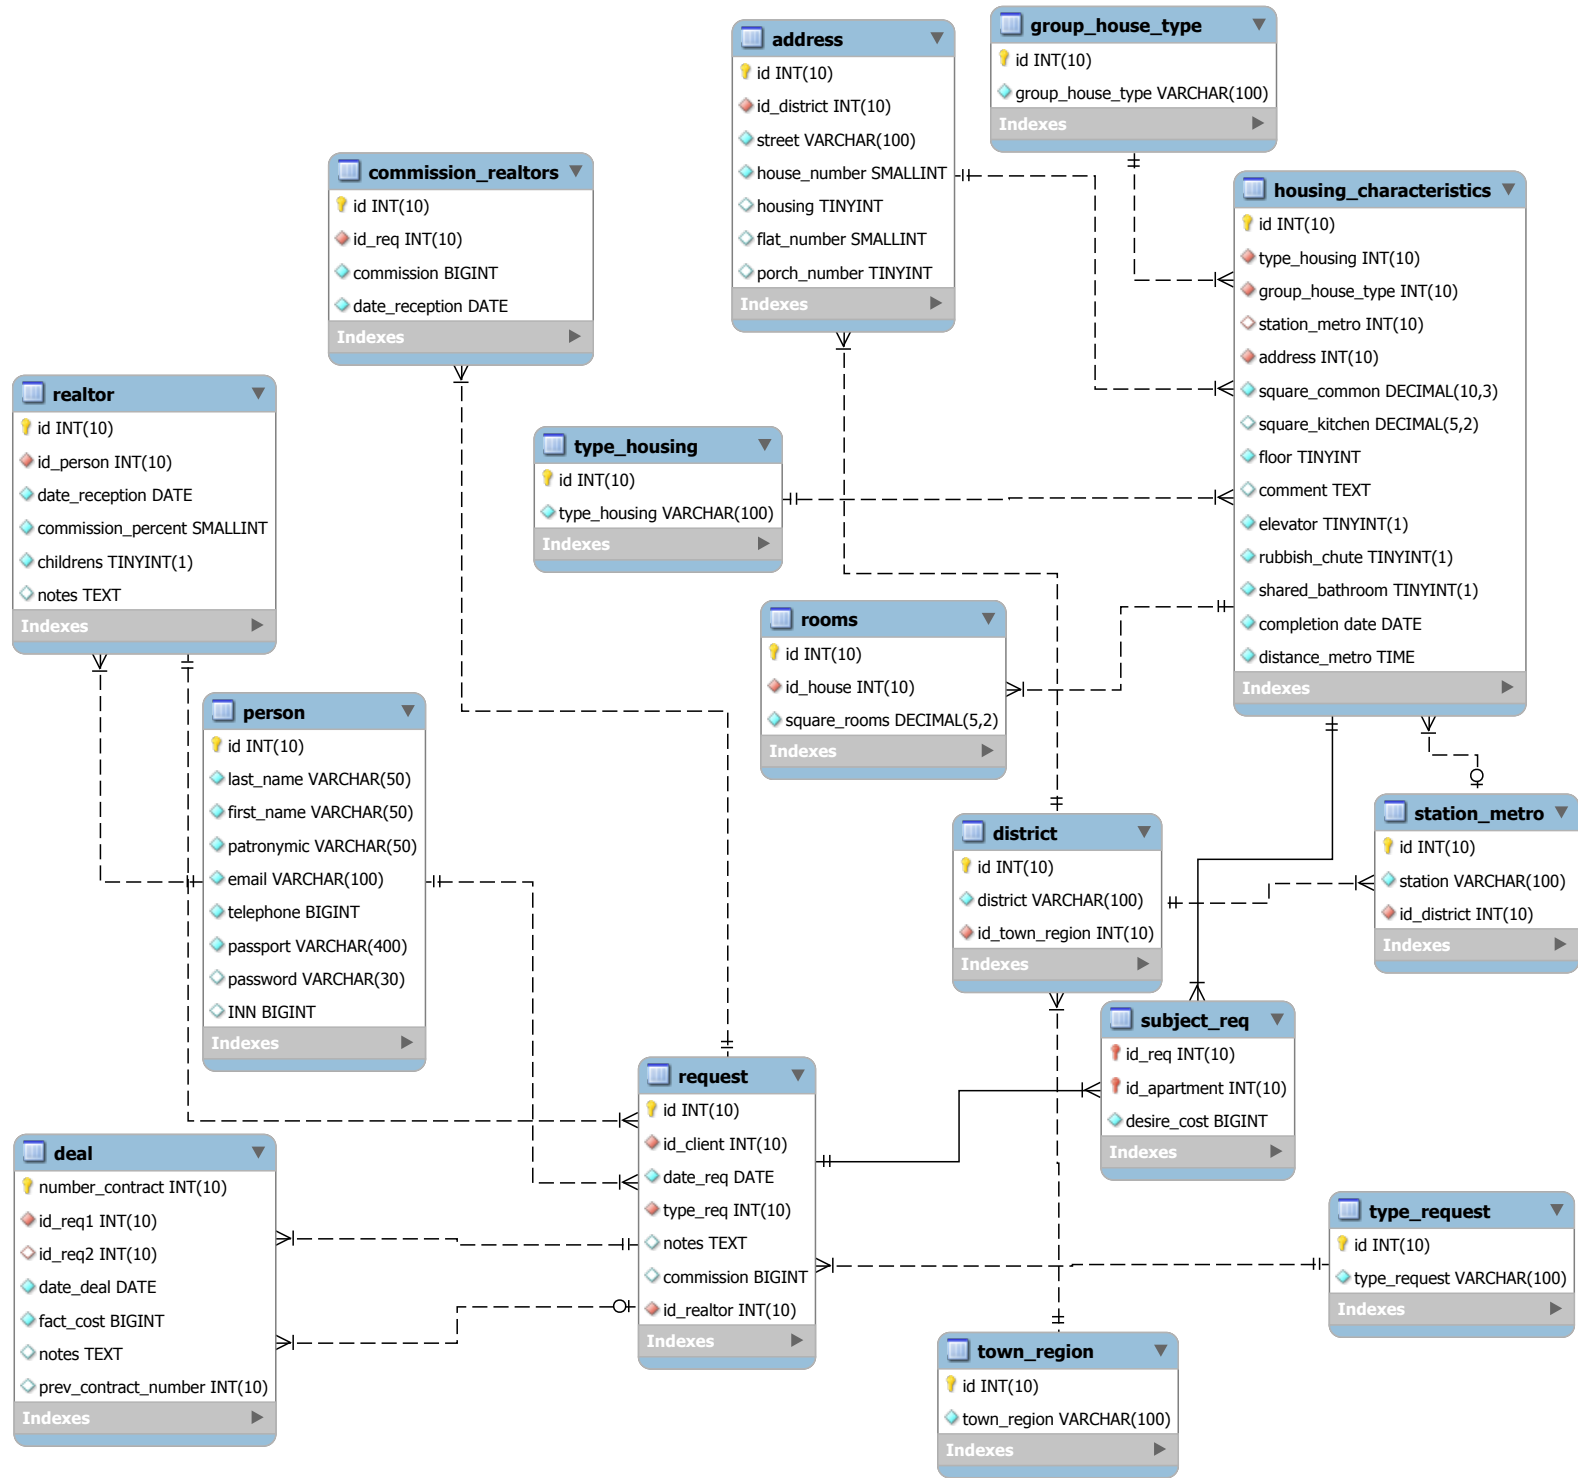 address
id INT(10)
id_district INT(10)
street VARCHAR(100)
house_number SMALLINT
housing TINYINT
flat_number SMALLINT
porch_number TINYINT
Indexes
group_house_type
id INT(10)
group_house_type VARCHAR(100)
Indexes
commission_realtors
id INT(10)
id_req INT(10)
commission BIGINT
date_reception DATE
Indexes
housing_characteristics
id INT(10)
type_housing INT(10)
group_house_type INT(10)
station_metro INT(10)
address INT(10)
square_common DECIMAL(10,3)
square_kitchen DECIMAL(5,2)
floor TINYINT
comment TEXT
elevator TINYINT(1)
rubbish_chute TINYINT(1)
shared_bathroom TINYINT(1)
completion date DATE
distance_metro TIME
Indexes
realtor
id INT(10)
id_person INT(10)
date_reception DATE
commission_percent SMALLINT
childrens TINYINT(1)
notes TEXT
Indexes
type_housing
id INT(10)
type_housing VARCHAR(100)
Indexes
rooms
id INT(10)
id_house INT(10)
square_rooms DECIMAL(5,2)
Indexes
person
id INT(10)
last_name VARCHAR(50)
first_name VARCHAR(50)
patronymic VARCHAR(50)
email VARCHAR(100)
telephone BIGINT
passport VARCHAR(400)
password VARCHAR(30)
INN BIGINT
Indexes
district
id INT(10)
district VARCHAR(100)
id_town_region INT(10)
Indexes
station_metro
id INT(10)
station VARCHAR(100)
id_district INT(10)
Indexes
subject_req
id_req INT(10)
id_apartment INT(10)
desire_cost BIGINT
Indexes
request
id INT(10)
id_client INT(10)
date_req DATE
type_req INT(10)
notes TEXT
commission BIGINT
id_realtor INT(10)
Indexes
deal
number_contract INT(10)
id_req1 INT(10)
id_req2 INT(10)
date_deal DATE
fact_cost BIGINT
notes TEXT
prev_contract_number INT(10)
Indexes
type_request
id INT(10)
type_request VARCHAR(100)
Indexes
town_region
id INT(10)
town_region VARCHAR(100)
Indexes